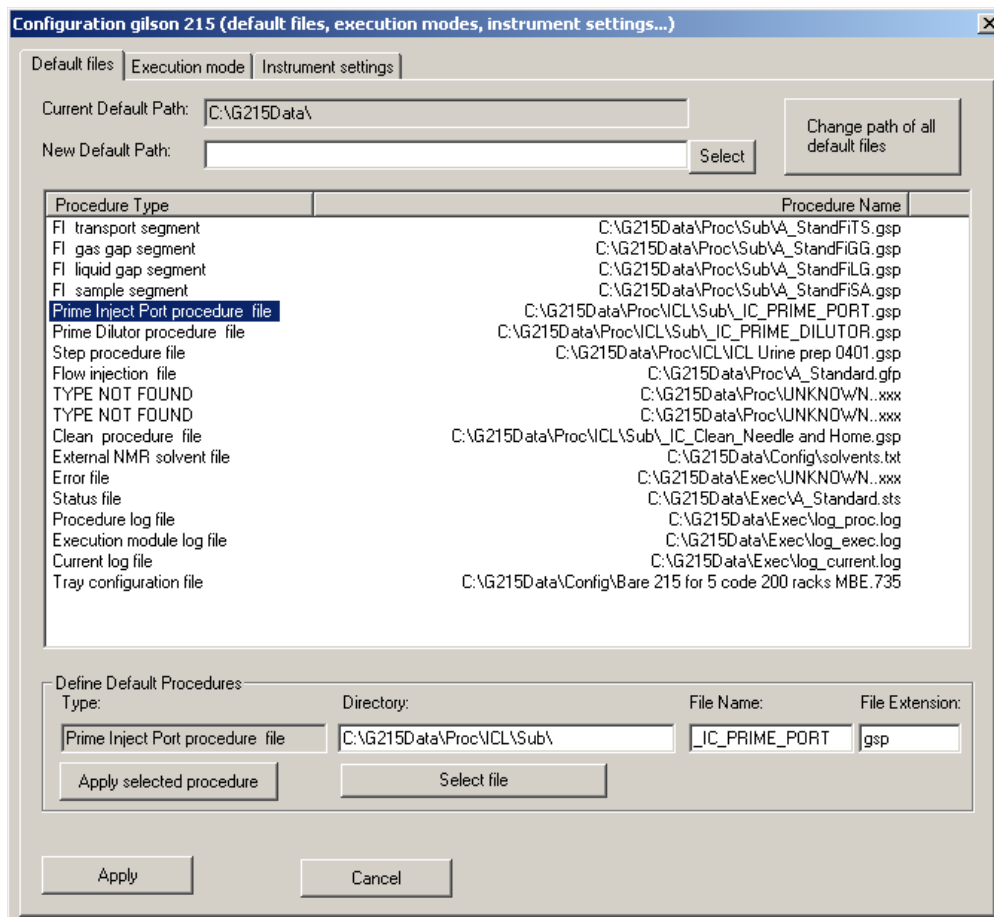 Configuration gilson 215 (default files, execution modes, instrument settings...)
Default files Execution mode Instrument settings
Current Default Path: C:\G215Data\
New Default Path: Select
Change path of all
default files
Procedure Type Procedure Name
FI transport segment C:\G215Data\Proc\Sub\A_StandFiTS.gsp
FI gas gap segment C:\G215Data\Proc\Sub\A_StandFiGG.gsp
FI liquid gap segment C:\G215Data\Proc\Sub\A_StandFiLG.gsp
FI sample segment C:\G215Data\Proc\Sub\A_StandFiSA.gsp
Prime Inject Port procedure file C:\G215Data\Proc\ICL\Sub\_IC_PRIME_PORT.gsp
Prime Dilutor procedure file C:\G215Data\Proc\ICL\Sub\_IC_PRIME_DILUTOR.gsp
Step procedure file C:\G215Data\Proc\ICL\ICL Urine prep 0401.gsp
Flow injection file C:\G215Data\Proc\A_Standard.gfp
TYPE NOT FOUND C:\G215Data\Proc\UNKNOWN..xxx
TYPE NOT FOUND C:\G215Data\Proc\UNKNOWN..xxx
Clean procedure file C:\G215Data\Proc\ICL\Sub\_IC_Clean_Needle and Home.gsp
External NMR solvent file C:\G215Data\Config\solvents.txt
Error file C:\G215Data\Exec\UNKNOWN..xxx
Status file C:\G215Data\Exec\A_Standard.sts
Procedure log file C:\G215Data\Exec\log_proc.log
Execution module log file C:\G215Data\Exec\log_exec.log
Current log file C:\G215Data\Exec\log_current.log
Tray configuration file C:\G215Data\Config\Bare 215 for 5 code 200 racks MBE.735
Define Default Procedures
Type: Directory: File Name: File Extension:
Prime Inject Port procedure file C:\G215Data\Proc\ICL\Sub\ _IC_PRIME_PORT gsp
Apply selected procedure Select file
Apply Cancel